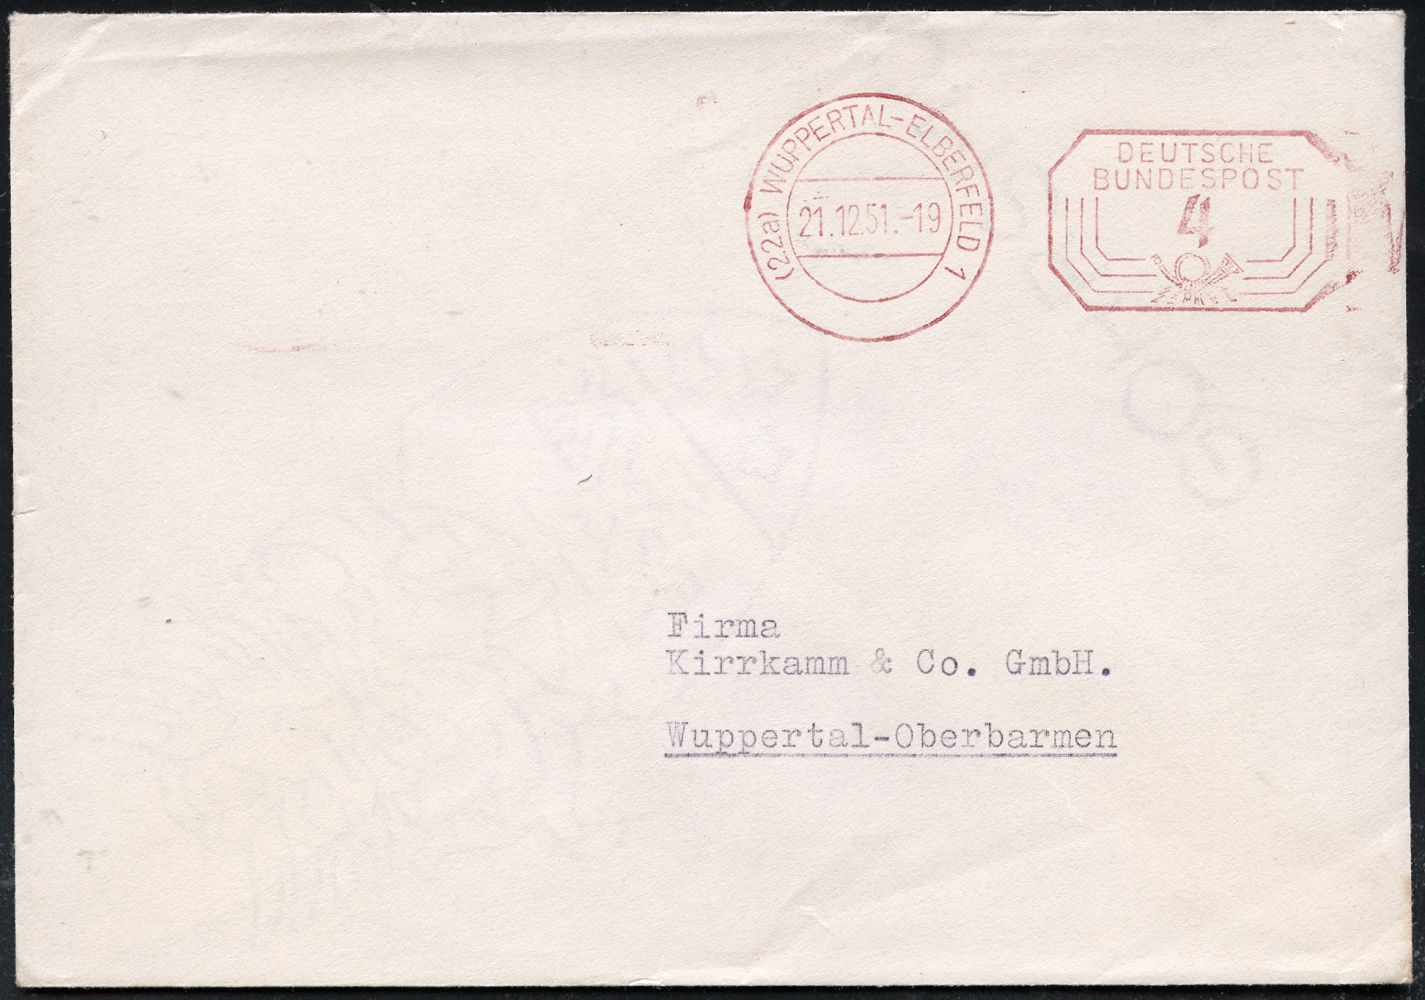 (22a) WUPPERTAL-ELBERFELD 1
21.12.51.-19
DEUTSCHE
BUNDESPOST
4
Firma
Kirrkamm & Co. GmbH.
Wuppertal-Oberbarmen